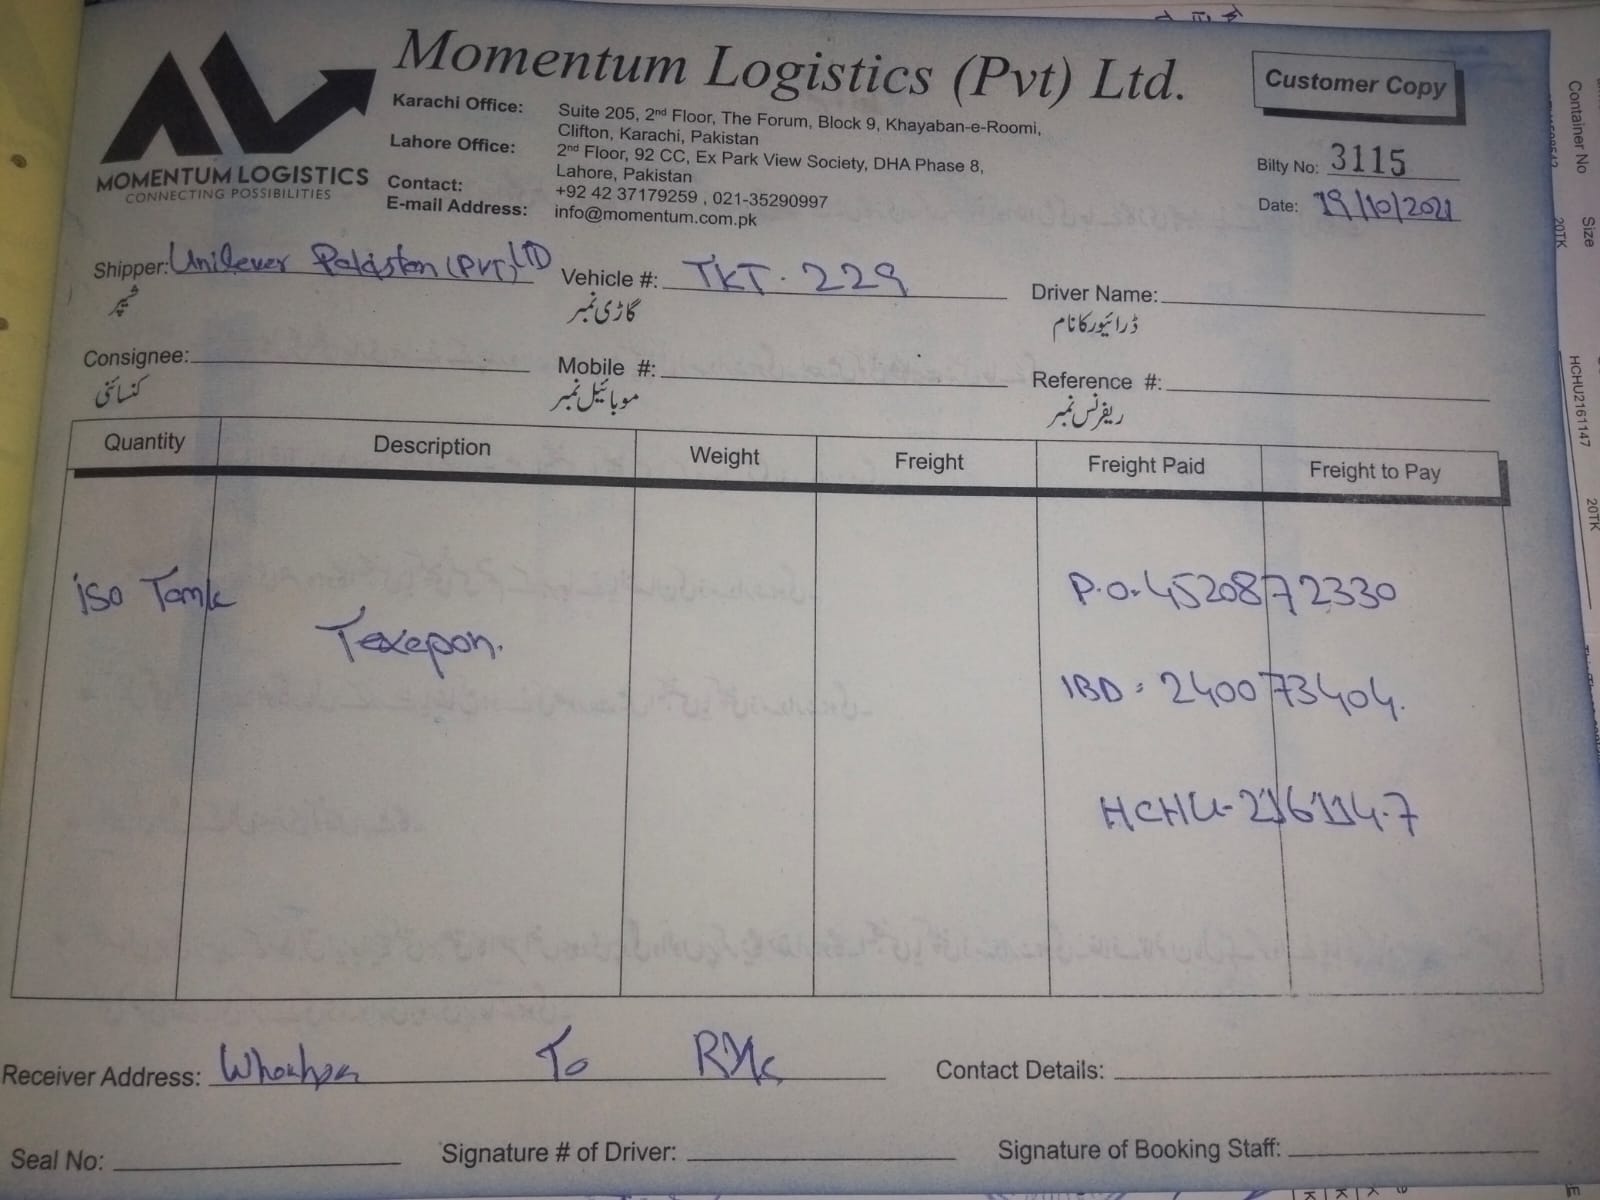 Momentum Logistics (Pvt) Ltd.
Customer Copy
MOMENTUM LOGISTICS
CONNECTING POSSIBILITIES
Karachi Office: Suite 205, 2nd Floor, The Forum, Block 9, Khayaban-e-Roomi,
Clifton, Karachi, Pakistan
Lahore Office: 2nd Floor, 92 CC, Ex Park View Society, DHA Phase 8,
Lahore, Pakistan
Contact: +92 42 37179259 , 021-35290997
E-mail Address: info@momentum.com.pk
Bilty No: 3115
Date: 19/10/2021
Shipper: Unilever Pakistan (PVT) LTD Vehicle #: TKT. 229 Driver Name:
شپر گاڑی نمبر ڈرائیور کا نام
Consignee: Mobile #: Reference #:
کنسائنی موبائیل نمبر ریفرنس نمبر
Quantity Description Weight Freight Freight Paid Freight to Pay
iso Tank Texapon. P.O. 4520872330
IBD: 2400 73404.
HCHU-216114-7
Receiver Address: To RYK Contact Details:
Seal No: Signature # of Driver: Signature of Booking Staff:
Container No Size
20TK
HCHU2161147 20TK